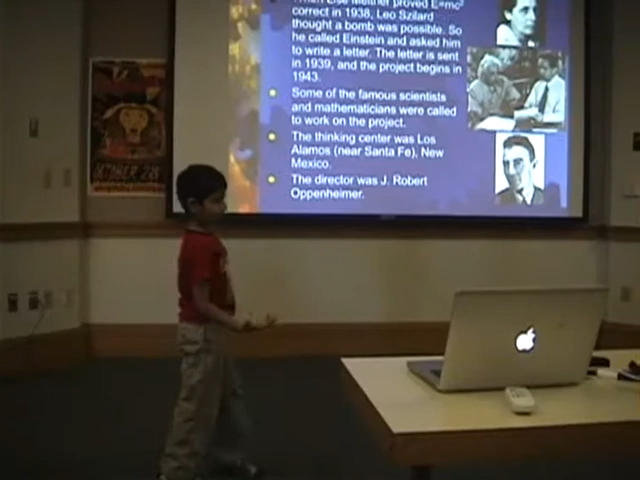 When Lise Meitner proved E=mc²
correct in 1938, Leo Szilard
thought a bomb was possible. So
he called Einstein and asked him
to write a letter. The letter is sent
in 1939, and the project begins in
1943.
Some of the famous scientists
and mathematicians were called
to work on the project.
The thinking center was Los
Alamos (near Santa Fe), New
Mexico.
The director was J. Robert
Oppenheimer.
OCTOBER 22&